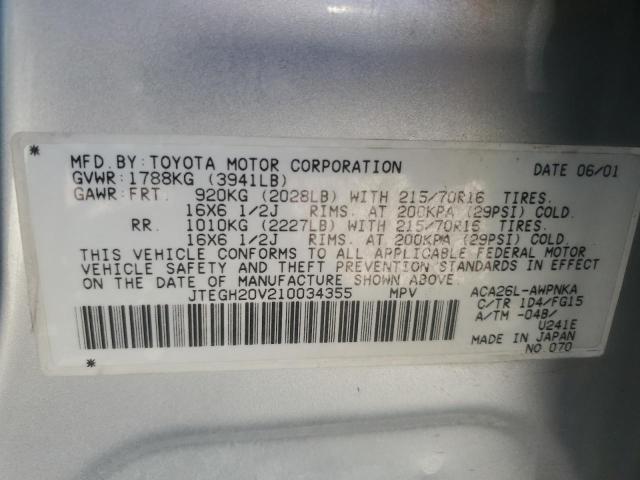 MFD. BY: TOYOTA MOTOR CORPORATION DATE 06/01
GVWR: 1788KG (3941LB)
GAWR: FRT. 920KG (2028LB) WITH 215/70R16 TIRES.
16X6 1/2J RIMS. AT 200KPA (29PSI) COLD.
RR. 1010KG (2227LB) WITH 215/70R16 TIRES.
16X6 1/2J RIMS. AT 200KPA (29PSI) COLD.
THIS VEHICLE CONFORMS TO ALL APPLICABLE FEDERAL MOTOR
VEHICLE SAFETY AND THEFT PREVENTION STANDARDS IN EFFECT
ON THE DATE OF MANUFACTURE SHOWN ABOVE.
JTEGH20V210034355 MPV ACA26L-AWPNKA
C/TR 1D4/FG15
A/TM -04B/
U241E
MADE IN JAPAN
NO.070